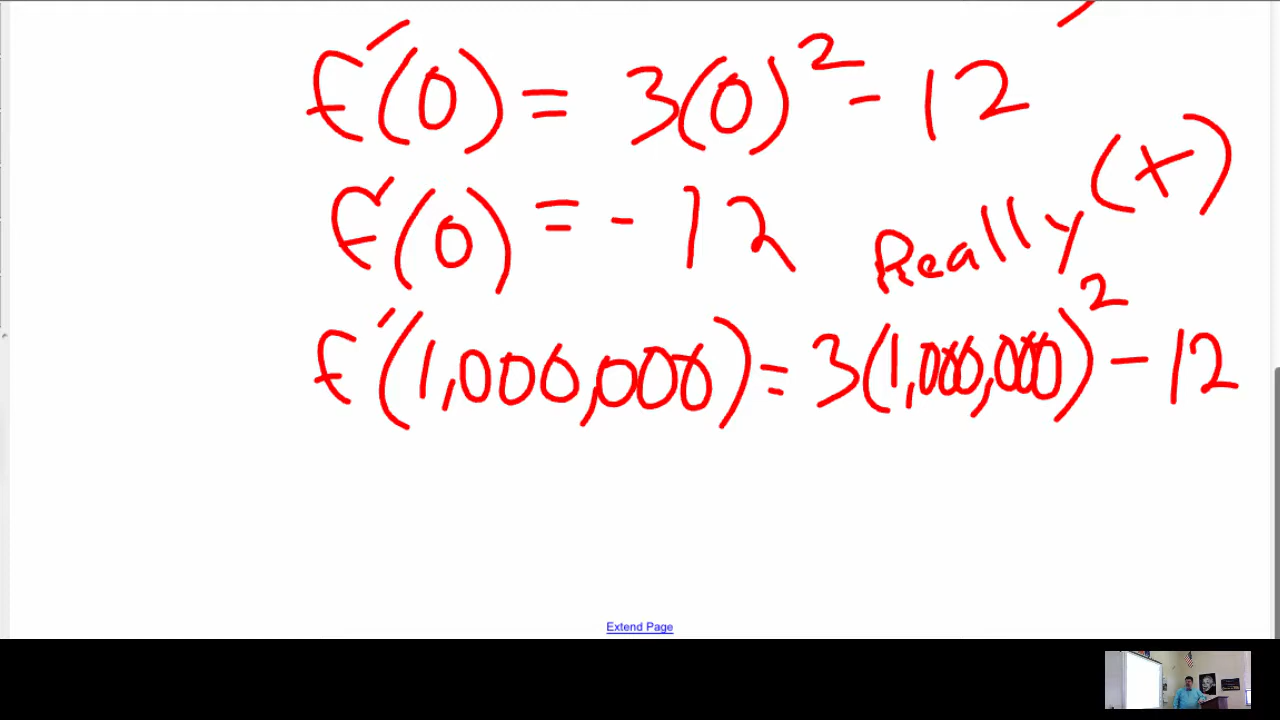 f'(0) = 3(0)² - 12
f'(0) = -12
Really (x)
f'(1,000,000) = 3(1,000,000)² - 12
Extend Page